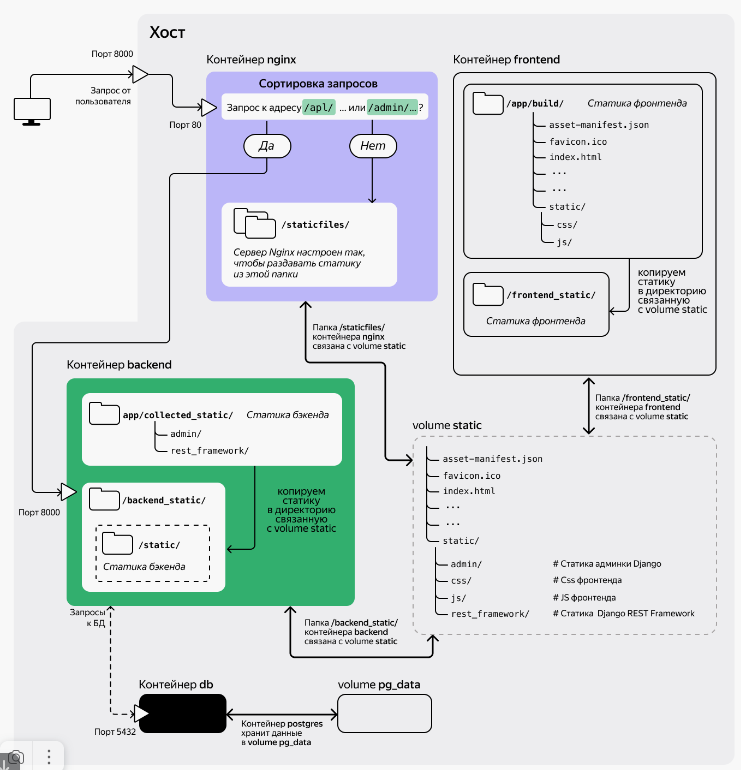 Хост
Порт 8000
Запрос от
пользователя
Порт 80
Контейнер nginx
Сортировка запросов
Запрос к адресу /apl/ ... или /admin/... ?
Да
Нет
/staticfiles/
Сервер Nginx настроен так,
чтобы раздавать статику
из этой папки
Контейнер frontend
/app/build/ Статика фронтенда
asset-manifest.json
favicon.ico
index.html
...
...
static/
css/
js/
копируем
статику
в директорию
связанную
с volume static
/frontend_static/
Статика фронтенда
Папка /staticfiles/
контейнера nginx
связана с volume static
Папка /frontend_static/
контейнера frontend
связана с volume static
Контейнер backend
app/collected_static/ Статика бэкенда
admin/
rest_framework/
копируем
статику
в директорию
связанную
с volume static
/backend_static/
/static/
Статика бэкенда
Порт 8000
volume static
asset-manifest.json
favicon.ico
index.html
...
...
static/
admin/ # Статика админки Django
css/ # Css фронтенда
js/ # JS фронтенда
rest_framework/ # Статика Django REST Framework
Запросы
к БД
Папка /backend_static/
контейнера backend
связана с volume static
Контейнер db
Порт 5432
Контейнер postgres
хранит данные
в volume pg_data
volume pg_data